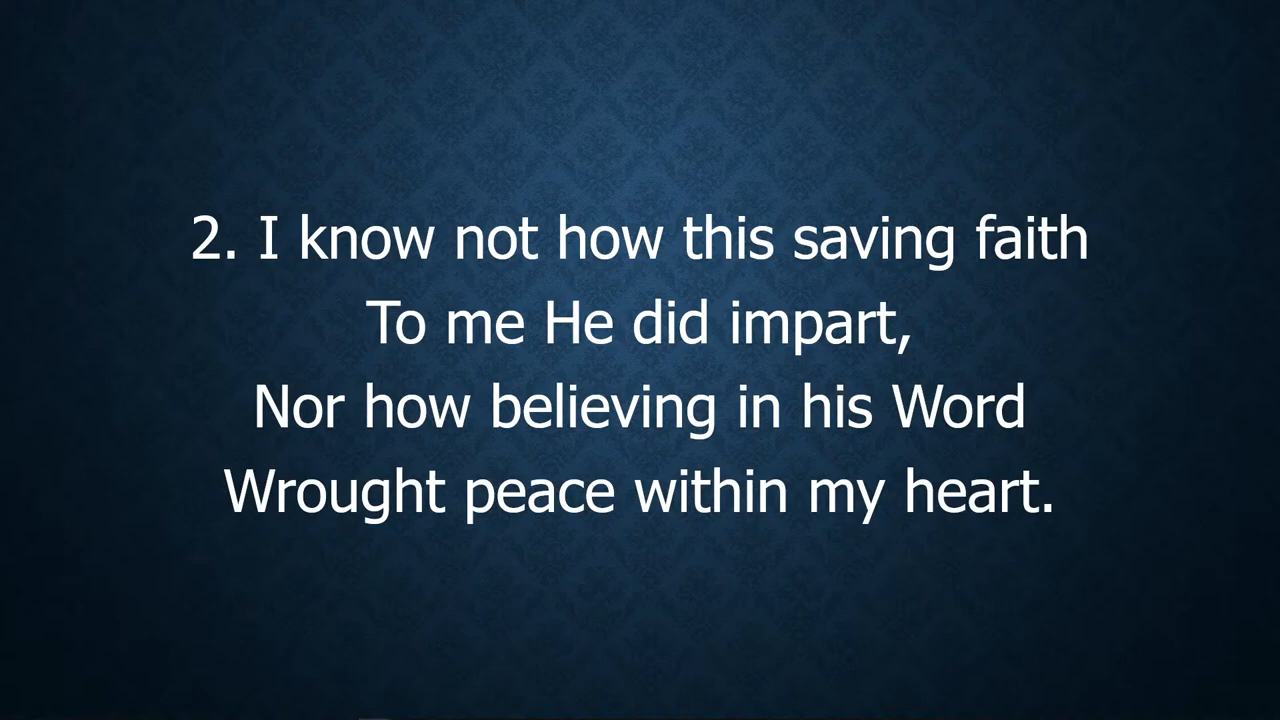 2. I know not how this saving faith
To me He did impart,
Nor how believing in his Word
Wrought peace within my heart.